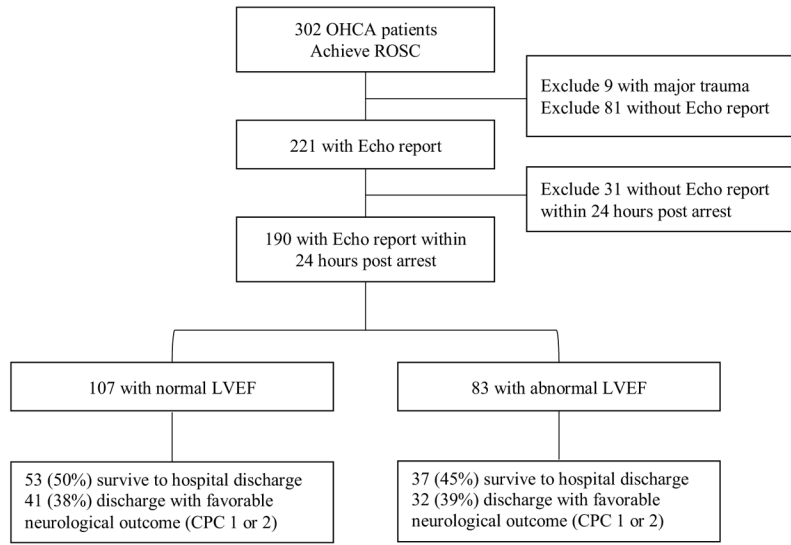 302 OHCA patients
Achieve ROSC
Exclude 9 with major trauma
Exclude 81 without Echo report
221 with Echo report
Exclude 31 without Echo report
within 24 hours post arrest
190 with Echo report within
24 hours post arrest
107 with normal LVEF
83 with abnormal LVEF
53 (50%) survive to hospital discharge
41 (38%) discharge with favorable
neurological outcome (CPC 1 or 2)
37 (45%) survive to hospital discharge
32 (39%) discharge with favorable
neurological outcome (CPC 1 or 2)